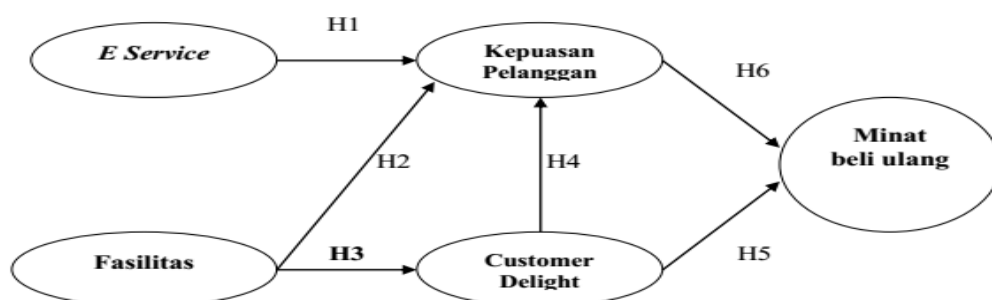 H1
E Service
Kepuasan
Pelanggan
H6
Minat
beli ulang
H2
H4
Fasilitas
H3
Customer
Delight
H5